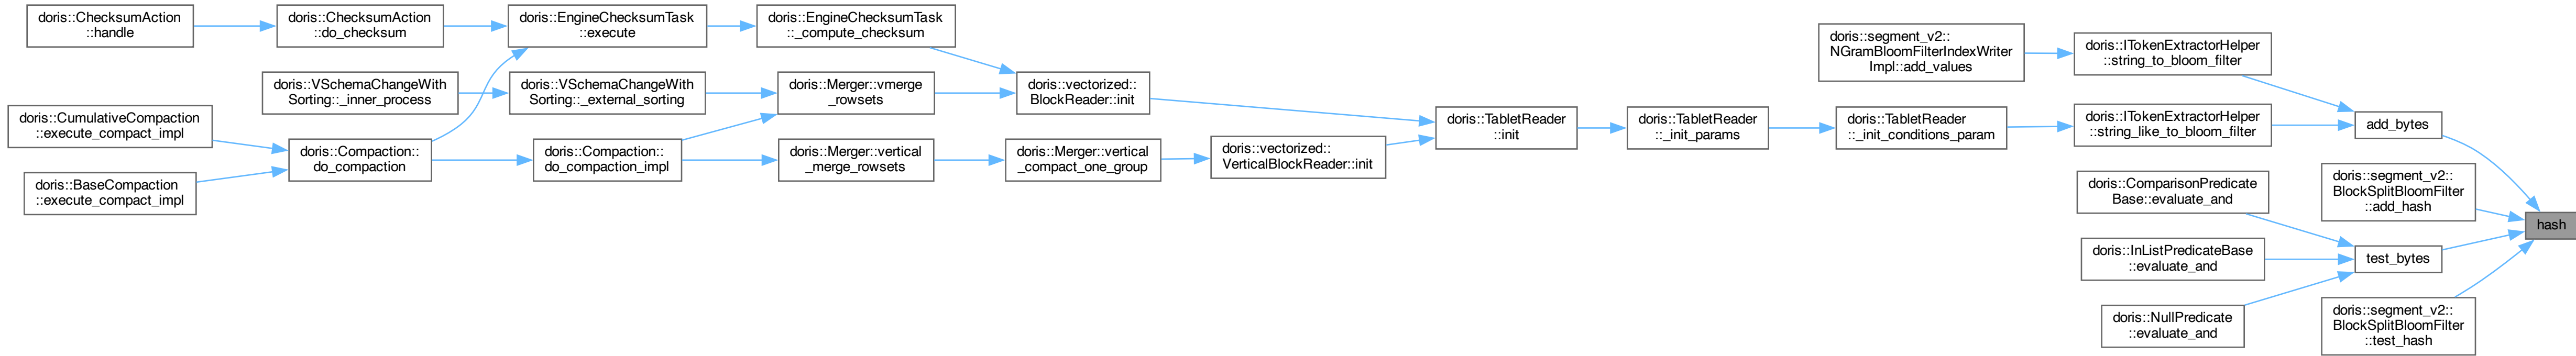 doris::ChecksumAction
::handle
doris::ChecksumAction
::do_checksum
doris::EngineChecksumTask
::execute
doris::EngineChecksumTask
::_compute_checksum
doris::segment_v2::
NGramBloomFilterIndexWriter
Impl::add_values
doris::ITokenExtractorHelper
::string_to_bloom_filter
doris::VSchemaChangeWith
Sorting::_inner_process
doris::VSchemaChangeWith
Sorting::_external_sorting
doris::Merger::vmerge
_rowsets
doris::vectorized::
BlockReader::init
doris::CumulativeCompaction
::execute_compact_impl
doris::TabletReader
::init
doris::TabletReader
::_init_params
doris::TabletReader
::_init_conditions_param
doris::ITokenExtractorHelper
::string_like_to_bloom_filter
add_bytes
doris::Compaction::
do_compaction
doris::Compaction::
do_compaction_impl
doris::Merger::vertical
_merge_rowsets
doris::Merger::vertical
_compact_one_group
doris::vectorized::
VerticalBlockReader::init
doris::BaseCompaction
::execute_compact_impl
doris::ComparisonPredicate
Base::evaluate_and
doris::segment_v2::
BlockSplitBloomFilter
::add_hash
hash
doris::InListPredicateBase
::evaluate_and
test_bytes
doris::NullPredicate
::evaluate_and
doris::segment_v2::
BlockSplitBloomFilter
::test_hash